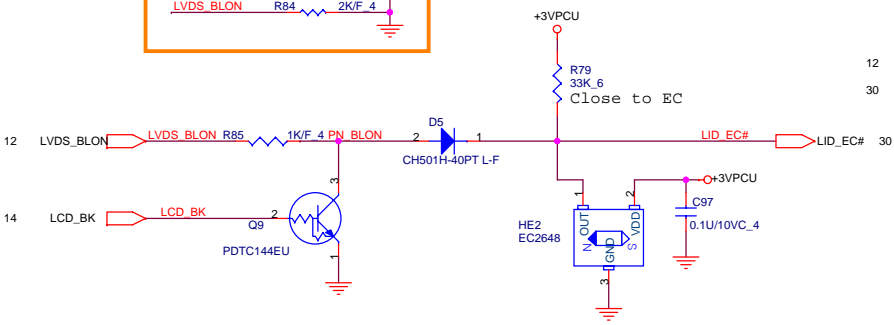 LVDS_BLON R84 2K/F_4
+3VPCU
12
R79
33K_6
30
Close to EC
D5
12 LVDS_BLON LVDS_BLON R85 1K/F_4 PN_BLON 2 1 LID_EC# LID_EC# 30
CH501H-40PT L-F
3
+3VPCU
1 2
14 LCD_BK LCD_BK 2
Q9
C97
OUT VDD
HE2
EC2648
0.1U/10VC_4
N S
GND
PDTC144EU
1
3